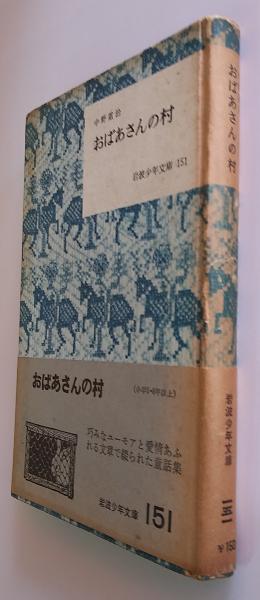 中野重治
おばあさんの村
岩波少年文庫 151
おばあさんの村
(小学5・6年以上)
巧みなユーモアと愛情あふ
れる文章で綴られた童話集
岩波少年文庫 151
おばあさんの村
岩波少年文庫
一五一
¥160